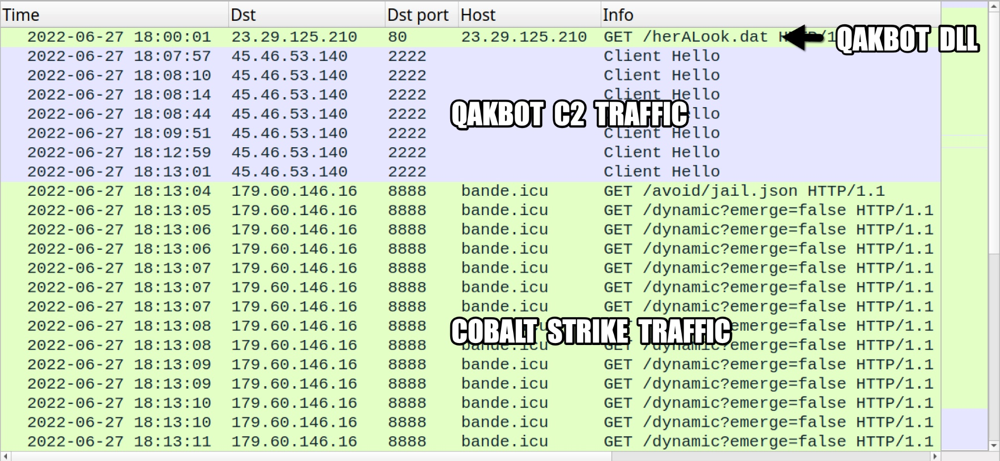 Time Dst Dst port Host Info
2022-06-27 18:00:01 23.29.125.210 80 23.29.125.210 GET /herALook.dat QAKBOT DLL
2022-06-27 18:07:57 45.46.53.140 2222 Client Hello
2022-06-27 18:08:10 45.46.53.140 2222 Client Hello
2022-06-27 18:08:14 45.46.53.140 2222 Client Hello
2022-06-27 18:08:44 45.46.53.140 2222 QAKBOT C2 TRAFFIC
2022-06-27 18:09:51 45.46.53.140 2222 Client Hello
2022-06-27 18:12:59 45.46.53.140 2222 Client Hello
2022-06-27 18:13:01 45.46.53.140 2222 Client Hello
2022-06-27 18:13:04 179.60.146.16 8888 bande.icu GET /avoid/jail.json HTTP/1.1
2022-06-27 18:13:05 179.60.146.16 8888 bande.icu GET /dynamic?emerge=false HTTP/1.1
2022-06-27 18:13:06 179.60.146.16 8888 bande.icu GET /dynamic?emerge=false HTTP/1.1
2022-06-27 18:13:06 179.60.146.16 8888 bande.icu GET /dynamic?emerge=false HTTP/1.1
2022-06-27 18:13:07 179.60.146.16 8888 bande.icu GET /dynamic?emerge=false HTTP/1.1
2022-06-27 18:13:07 179.60.146.16 8888 bande.icu GET /dynamic?emerge=false HTTP/1.1
2022-06-27 18:13:07 179.60.146.16 8888 bande.icu GET /dynamic?emerge=false HTTP/1.1
2022-06-27 18:13:08 179.60.146.16 8888 COBALT STRIKE TRAFFIC emerge=false HTTP/1.1
2022-06-27 18:13:08 179.60.146.16 8888 bande.icu GET /dynamic?emerge=false HTTP/1.1
2022-06-27 18:13:09 179.60.146.16 8888 bande.icu GET /dynamic?emerge=false HTTP/1.1
2022-06-27 18:13:09 179.60.146.16 8888 bande.icu GET /dynamic?emerge=false HTTP/1.1
2022-06-27 18:13:10 179.60.146.16 8888 bande.icu GET /dynamic?emerge=false HTTP/1.1
2022-06-27 18:13:10 179.60.146.16 8888 bande.icu GET /dynamic?emerge=false HTTP/1.1
2022-06-27 18:13:11 179.60.146.16 8888 bande.icu GET /dynamic?emerge=false HTTP/1.1